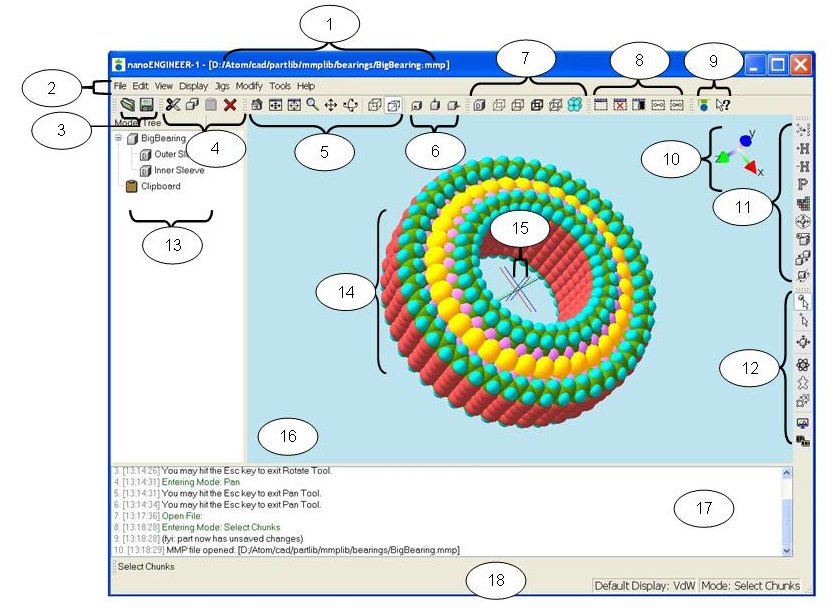 1
nanoENGINEER-1 - [D:/Atom/cad/partlib/mmplib/bearings/BigBearing.mmp]
2
File Edit View Display Jigs Modify Tools Help
7
8
9
3
4
5
6
Model Tree
BigBearing
Outer Sle
Inner Sleeve
Clipboard
13
10
y
z
x
11
H
H
P
15
14
12
16
3. [13:14:26] You may hit the Esc key to exit Rotate Tool.
4. [13:14:31] Entering Mode: Pan
5. [13:14:31] You may hit the Esc key to exit Pan Tool.
6. [13:14:34] You may hit the Esc key to exit Pan Tool.
7. [13:17:36] Open File:
8. [13:18:28] Entering Mode: Select Chunks
9. [13:18:28] (fyi: part now has unsaved changes)
10. [13:18:29] MMP file opened: [D:/Atom/cad/partlib/mmplib/bearings/BigBearing.mmp]
17
Select Chunks
18
Default Display: VdW Mode: Select Chunks